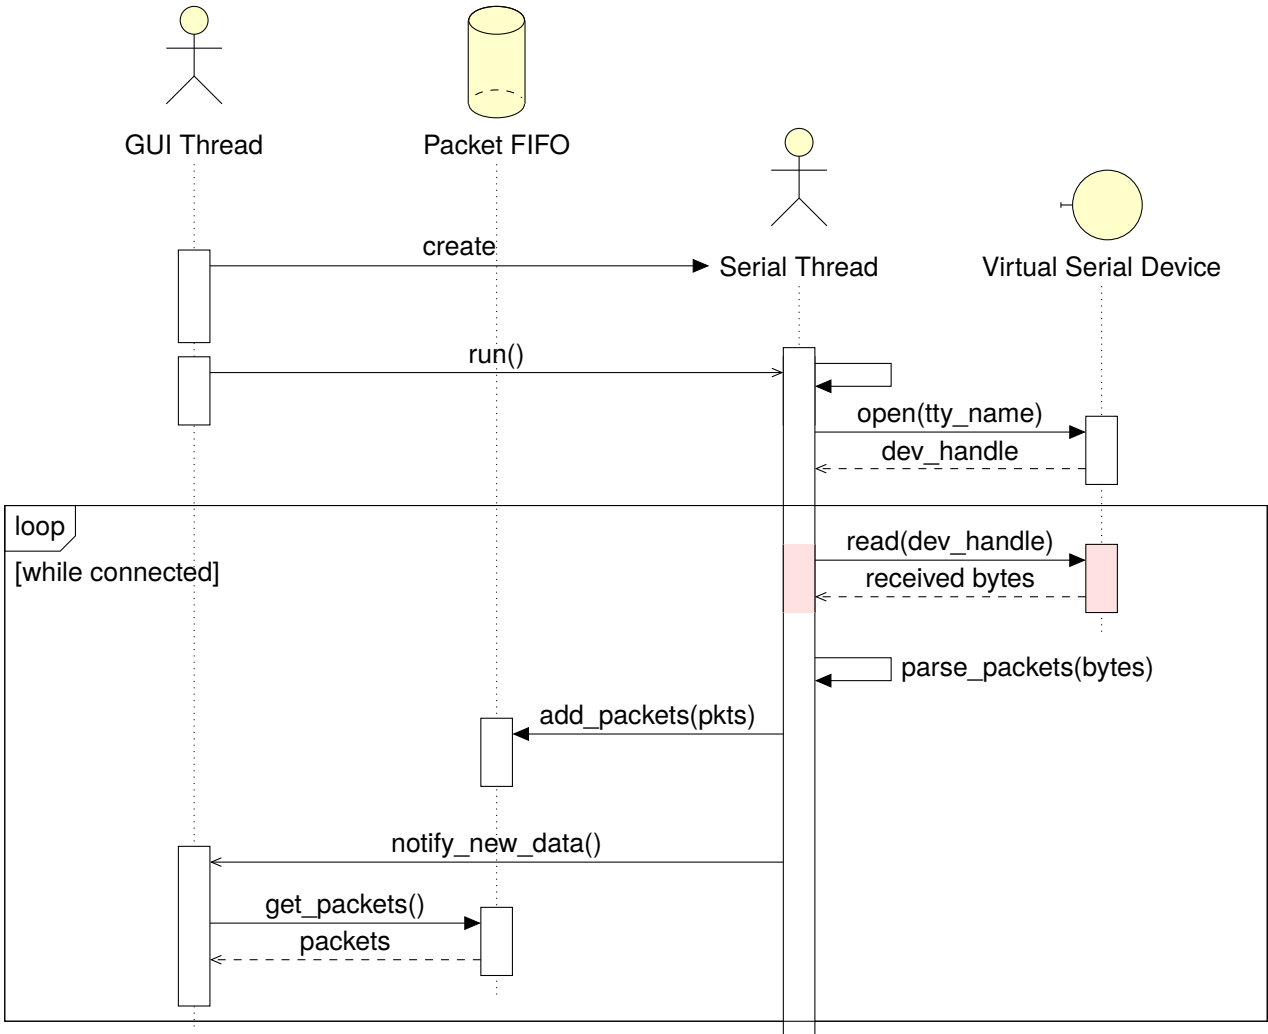 GUI Thread
Packet FIFO
Serial Thread
Virtual Serial Device
create
run()
open(tty_name)
dev_handle
loop
[while connected]
read(dev_handle)
received bytes
parse_packets(bytes)
add_packets(pkts)
notify_new_data()
get_packets()
packets